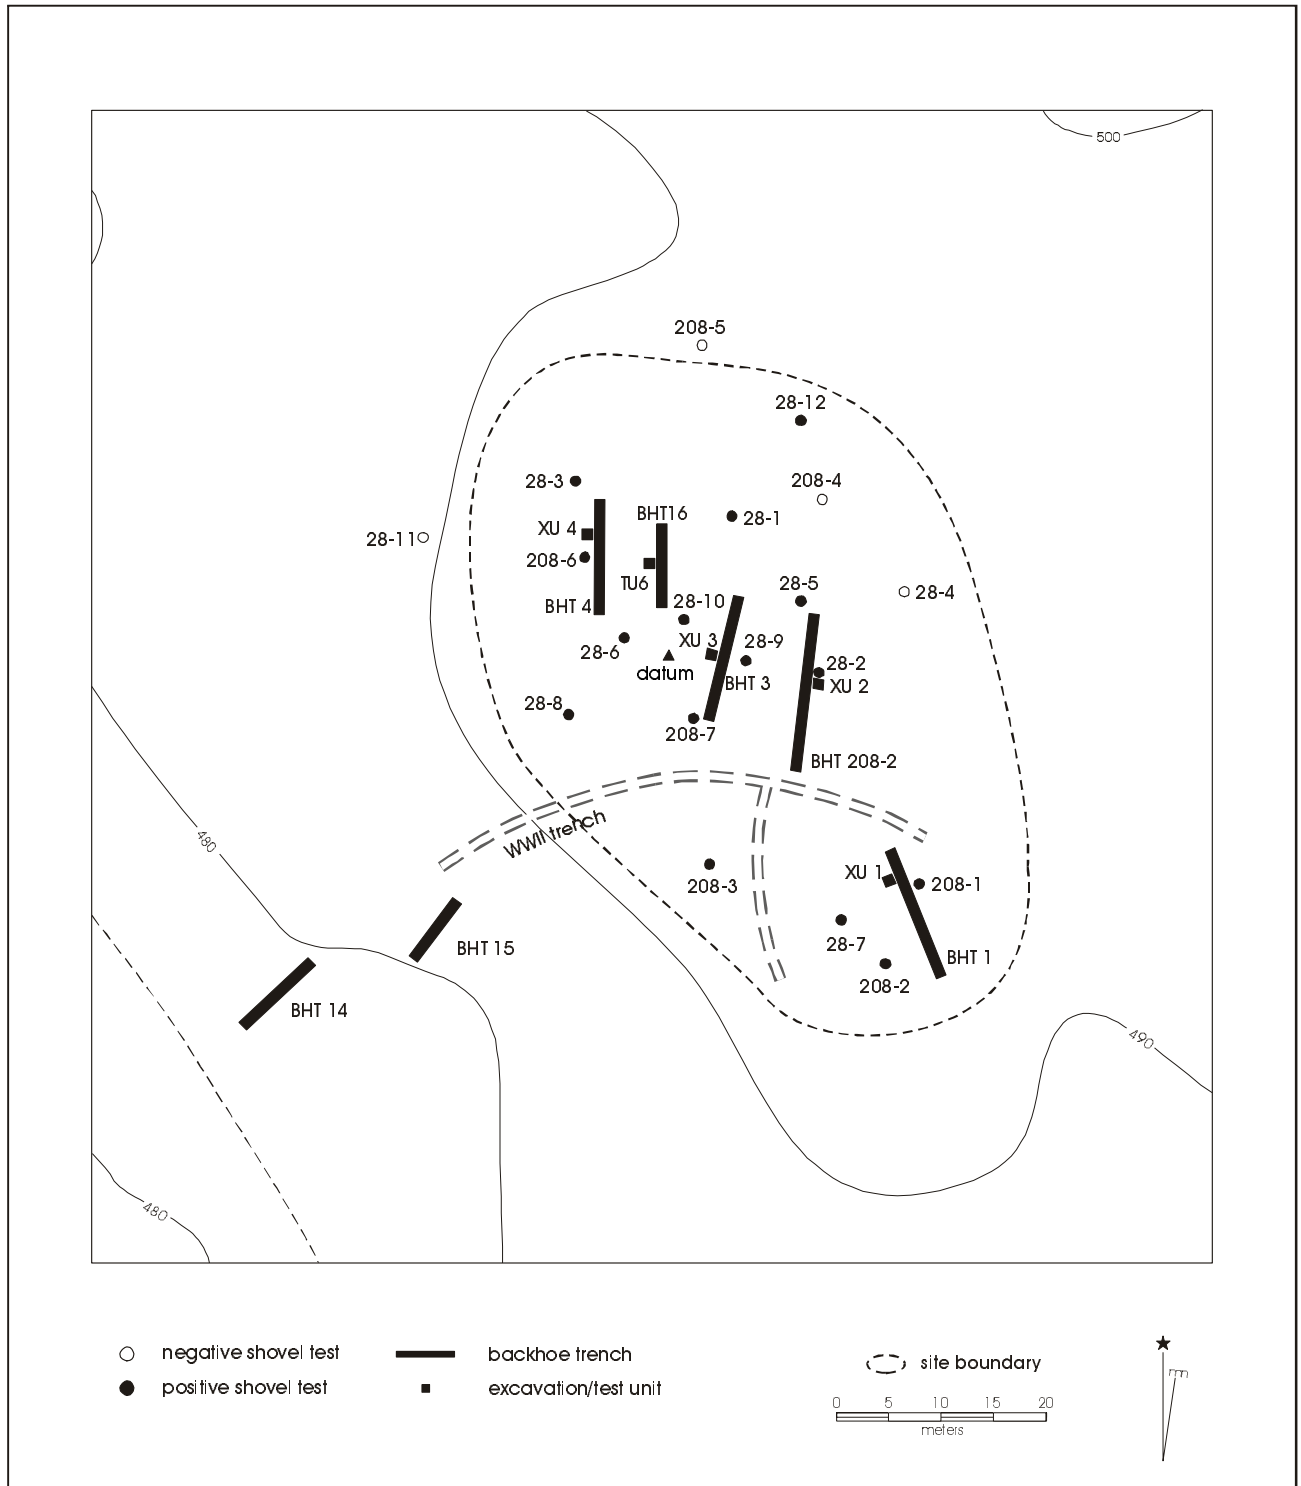 500
208-5
28-12
28-3
208-4
BHT16
28-1
XU 4
28-11
208-6
TU6
28-5
28-4
BHT 4
28-10
XU 3
28-9
28-6
28-2
datum
BHT 3
XU 2
28-8
208-7
BHT 208-2
WWII trench
480
XU 1
208-3
208-1
28-7
BHT 15
BHT 1
208-2
BHT 14
490
480
negative shovel test
backhoe trench
site boundary
positive shovel test
excavation/test unit
0 5 10 15 20
meters